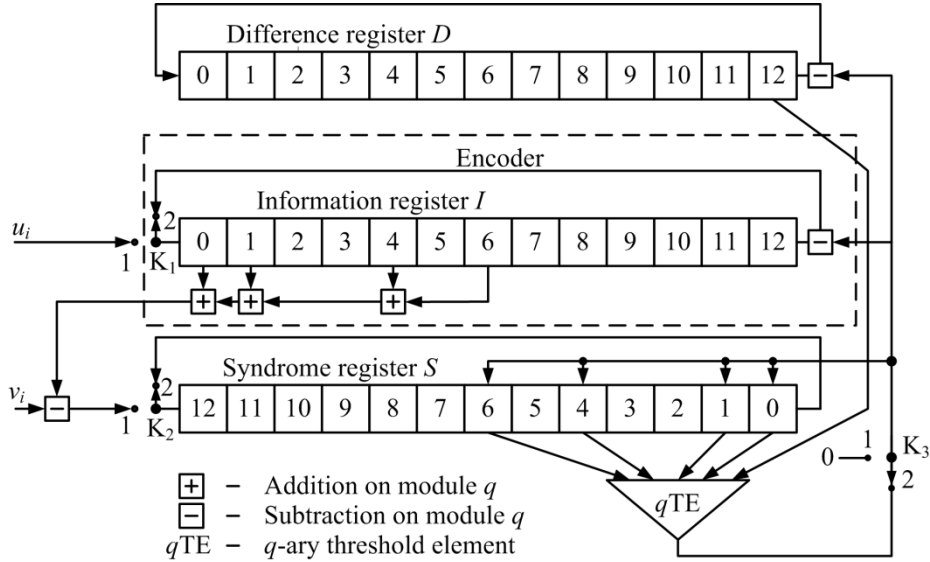 Difference register D
0 1 2 3 4 5 6 7 8 9 10 11 12 −
Encoder
Information register I
2
u_i
0 1 2 3 4 5 6 7 8 9 10 11 12 −
1 K₁
+ + +
Syndrome register S
2
v_i
− 12 11 10 9 8 7 6 5 4 3 2 1 0
1 K₂
0 1 K₃
2
+ – Addition on module q
− – Subtraction on module q
qTE – q-ary threshold element
qTE